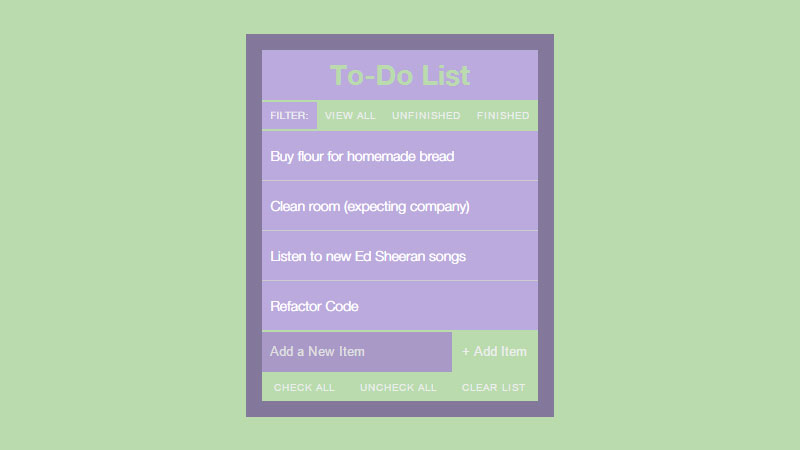 To-Do List
FILTER: VIEW ALL UNFINISHED FINISHED
Buy flour for homemade bread
Clean room (expecting company)
Listen to new Ed Sheeran songs
Refactor Code
Add a New Item + Add Item
CHECK ALL UNCHECK ALL CLEAR LIST